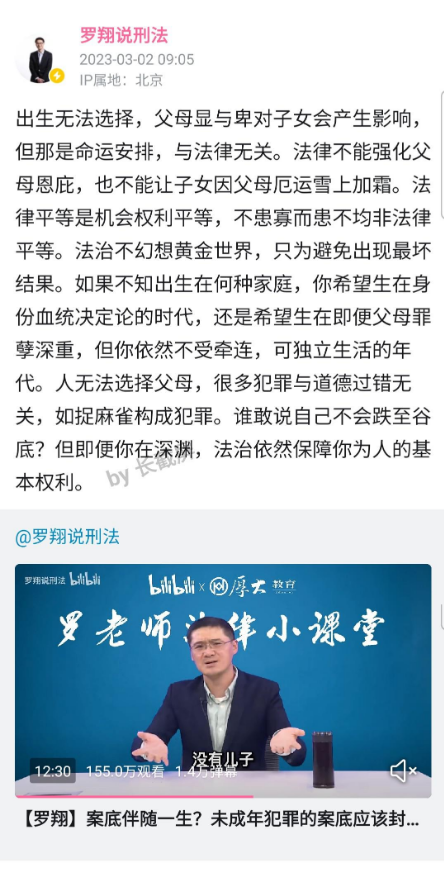 罗翔说刑法
2023-03-02 09:05
IP属地：北京
出生无法选择，父母显与卑对子女会产生影响，
但那是命运安排，与法律无关。法律不能强化父
母恩庇，也不能让子女因父母厄运雪上加霜。法
律平等是机会权利平等，不患寡而患不均非法律
平等。法治不幻想黄金世界，只为避免出现最坏
结果。如果不知出生在何种家庭，你希望生在身
份血统决定论的时代，还是希望生在即便父母罪
孽深重，但你依然不受牵连，可独立生活的年
代。人无法选择父母，很多犯罪与道德过错无
关，如捉麻雀构成犯罪。谁敢说自己不会跌至谷
底？但即便你在深渊，法治依然保障你为人的基
本权利。
by 长截
@罗翔说刑法
罗翔说刑法 bilibili
bilibili x 厚大 教育
罗老师法律小课堂
没有儿子
12:30 155.0万观看 1.4万弹幕
【罗翔】案底伴随一生？未成年犯罪的案底应该封...